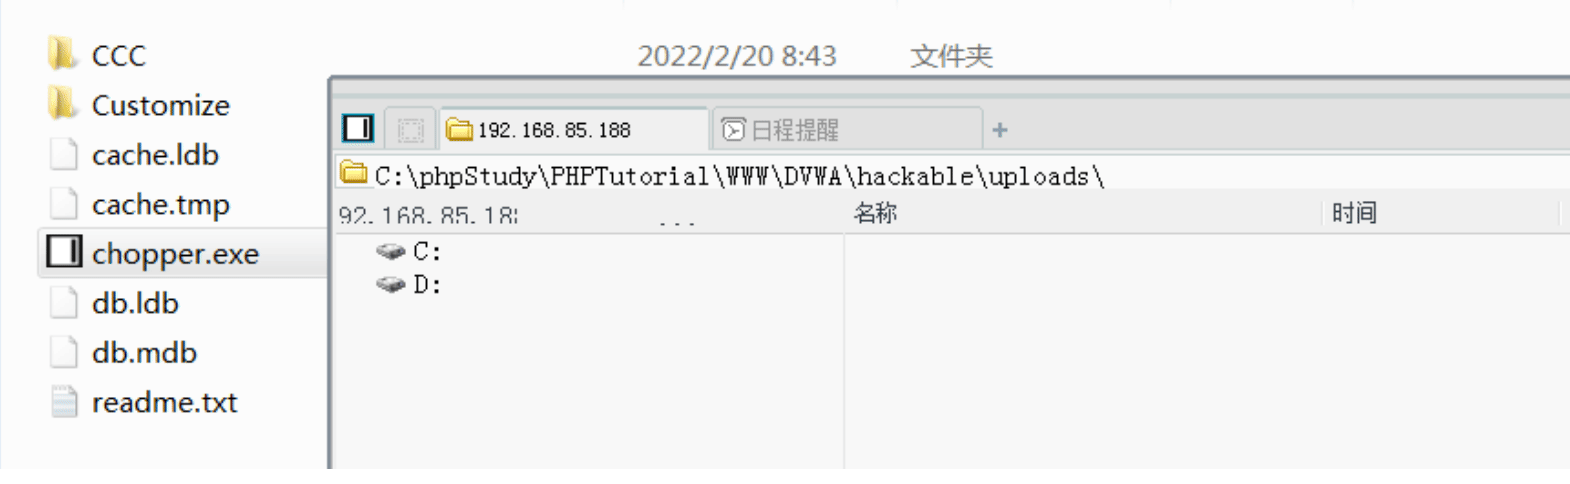 CCC 2022/2/20 8:43 文件夹
Customize
cache.ldb
cache.tmp
chopper.exe
db.ldb
db.mdb
readme.txt
192.168.85.188 日程提醒 +
C:\phpStudy\PHPTutorial\WWW\DVWA\hackable\uploads\
92.168.85.18 ... 名称 时间
C:
D: